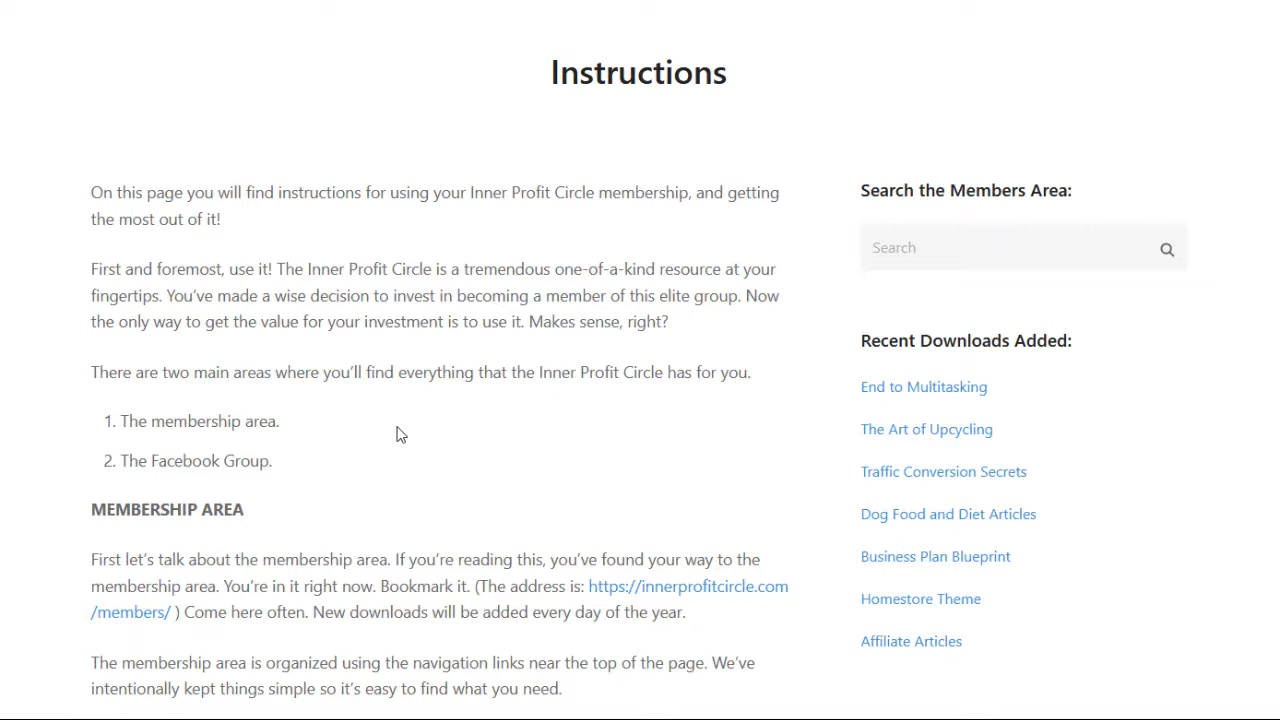 Instructions
On this page you will find instructions for using your Inner Profit Circle membership, and getting
the most out of it!
First and foremost, use it! The Inner Profit Circle is a tremendous one-of-a-kind resource at your
fingertips. You’ve made a wise decision to invest in becoming a member of this elite group. Now
the only way to get the value for your investment is to use it. Makes sense, right?
There are two main areas where you’ll find everything that the Inner Profit Circle has for you.
1. The membership area.
2. The Facebook Group.
MEMBERSHIP AREA
First let’s talk about the membership area. If you’re reading this, you’ve found your way to the
membership area. You’re in it right now. Bookmark it. (The address is: https://innerprofitcircle.com
/members/ ) Come here often. New downloads will be added every day of the year.
The membership area is organized using the navigation links near the top of the page. We’ve
intentionally kept things simple so it’s easy to find what you need.
Search the Members Area:
Search
Recent Downloads Added:
End to Multitasking
The Art of Upcycling
Traffic Conversion Secrets
Dog Food and Diet Articles
Business Plan Blueprint
Homestore Theme
Affiliate Articles